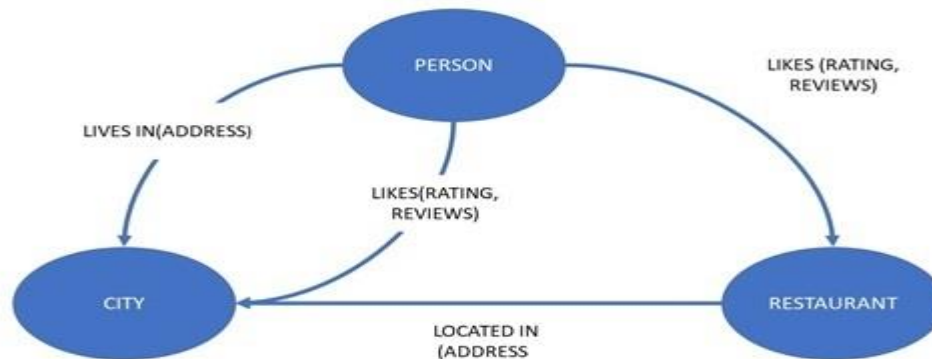 PERSON
LIKES (RATING,
REVIEWS)
LIVES IN(ADDRESS)
LIKES(RATING,
REVIEWS)
CITY
RESTAURANT
LOCATED IN
(ADDRESS